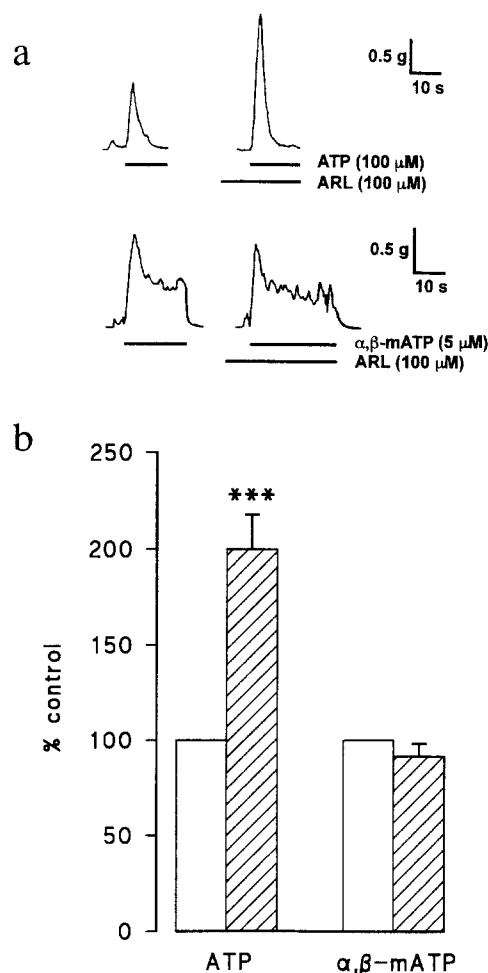 a
0.5 g
10 s
ATP (100 μM)
ARL (100 μM)
0.5 g
10 s
α,β-mATP (5 μM)
ARL (100 μM)
b
250
200
150
100
50
0
% control
***
ATP
α,β-mATP